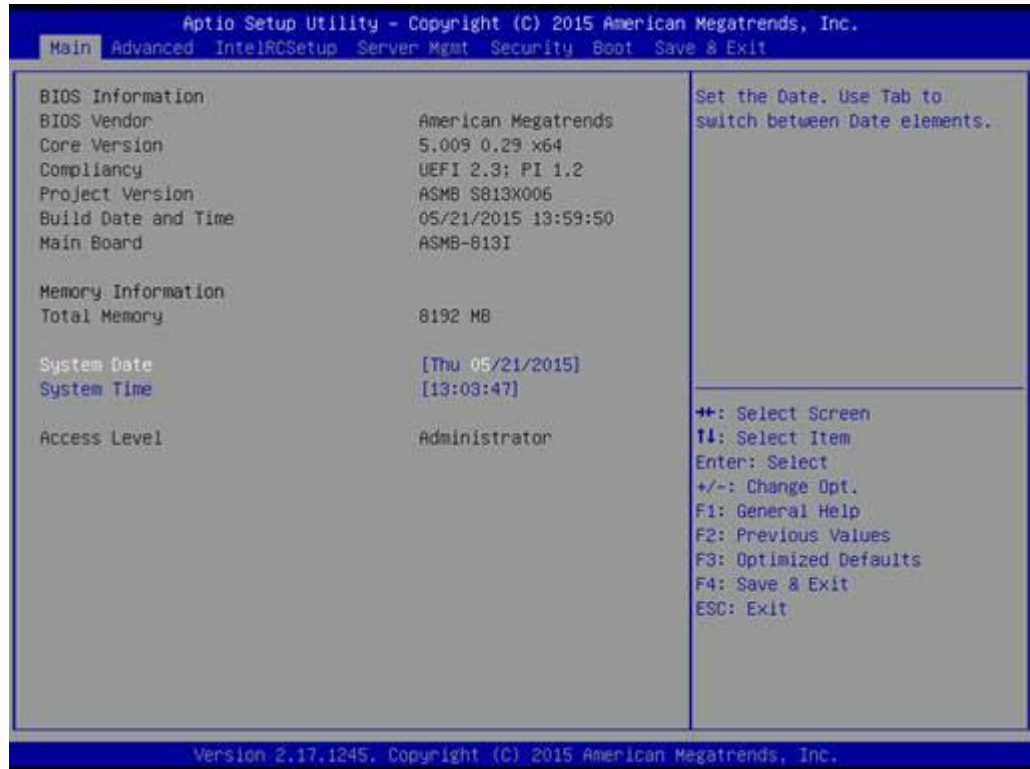 Aptio Setup Utility – Copyright (C) 2015 American Megatrends, Inc.
Main Advanced IntelRCSetup Server Mgmt Security Boot Save & Exit
BIOS Information
BIOS Vendor American Megatrends
Core Version 5.009 0.29 x64
Compliancy UEFI 2.3; PI 1.2
Project Version ASMB S813X006
Build Date and Time 05/21/2015 13:59:50
Main Board ASMB-813I
Memory Information
Total Memory 8192 MB
System Date [Thu 05/21/2015]
System Time [13:03:47]
Access Level Administrator
Set the Date. Use Tab to
switch between Date elements.
→←: Select Screen
↑↓: Select Item
Enter: Select
+/-: Change Opt.
F1: General Help
F2: Previous Values
F3: Optimized Defaults
F4: Save & Exit
ESC: Exit
Version 2.17.1245. Copyright (C) 2015 American Megatrends, Inc.